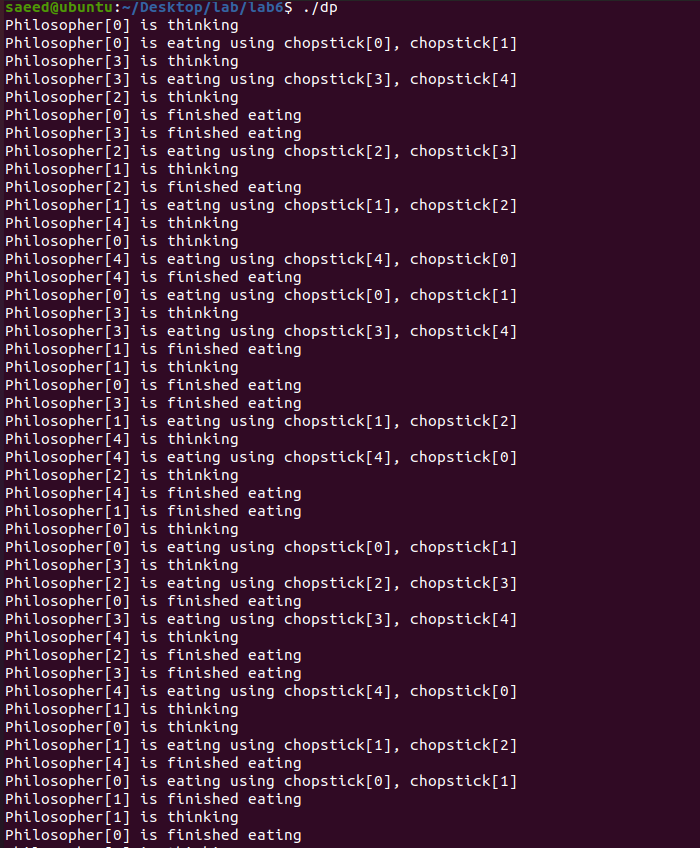 saeed@ubuntu:~/Desktop/lab/lab6$ ./dp
Philosopher[0] is thinking
Philosopher[0] is eating using chopstick[0], chopstick[1]
Philosopher[3] is thinking
Philosopher[3] is eating using chopstick[3], chopstick[4]
Philosopher[2] is thinking
Philosopher[0] is finished eating
Philosopher[3] is finished eating
Philosopher[2] is eating using chopstick[2], chopstick[3]
Philosopher[1] is thinking
Philosopher[2] is finished eating
Philosopher[1] is eating using chopstick[1], chopstick[2]
Philosopher[4] is thinking
Philosopher[0] is thinking
Philosopher[4] is eating using chopstick[4], chopstick[0]
Philosopher[4] is finished eating
Philosopher[0] is eating using chopstick[0], chopstick[1]
Philosopher[3] is thinking
Philosopher[3] is eating using chopstick[3], chopstick[4]
Philosopher[1] is finished eating
Philosopher[1] is thinking
Philosopher[0] is finished eating
Philosopher[3] is finished eating
Philosopher[1] is eating using chopstick[1], chopstick[2]
Philosopher[4] is thinking
Philosopher[4] is eating using chopstick[4], chopstick[0]
Philosopher[2] is thinking
Philosopher[4] is finished eating
Philosopher[1] is finished eating
Philosopher[0] is thinking
Philosopher[0] is eating using chopstick[0], chopstick[1]
Philosopher[3] is thinking
Philosopher[2] is eating using chopstick[2], chopstick[3]
Philosopher[0] is finished eating
Philosopher[3] is eating using chopstick[3], chopstick[4]
Philosopher[4] is thinking
Philosopher[2] is finished eating
Philosopher[3] is finished eating
Philosopher[4] is eating using chopstick[4], chopstick[0]
Philosopher[1] is thinking
Philosopher[0] is thinking
Philosopher[1] is eating using chopstick[1], chopstick[2]
Philosopher[4] is finished eating
Philosopher[0] is eating using chopstick[0], chopstick[1]
Philosopher[1] is finished eating
Philosopher[1] is thinking
Philosopher[0] is finished eating